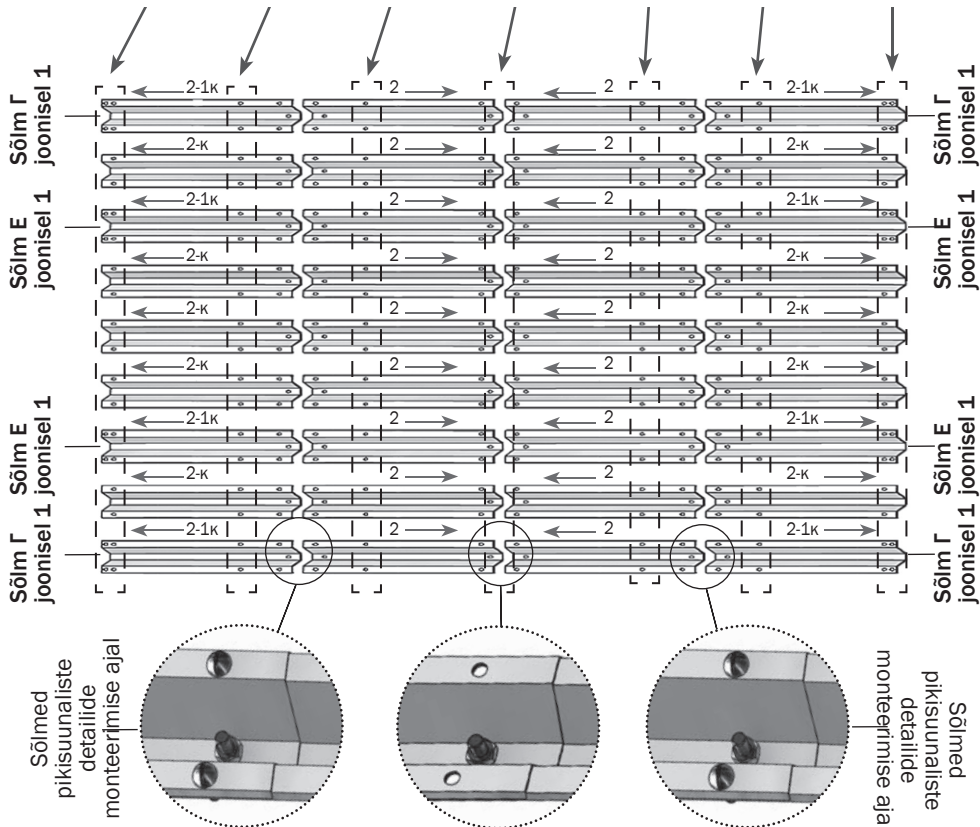 Sõlm Г
joonisel 1
2-1к
2
2
2-1к
Sõlm Г
joonisel 1
2-к
2
2
2-к
Sõlm E
joonisel 1
2-1к
2
2
2-1к
Sõlm E
joonisel 1
2-к
2
2
2-к
2-к
2
2
2-к
2-к
2
2
2-к
Sõlm E
joonisel 1
2-1к
2
2
2-1к
Sõlm E
joonisel 1
2-к
2
2
2-к
Sõlm Г
joonisel 1
2-1к
2
2
2-1к
Sõlm Г
joonisel 1
Sõlmed
pikisuunaliste
detailide
monteerimise ajal
Sõlmed
pikisuunaliste
detailide
monteerimise aja